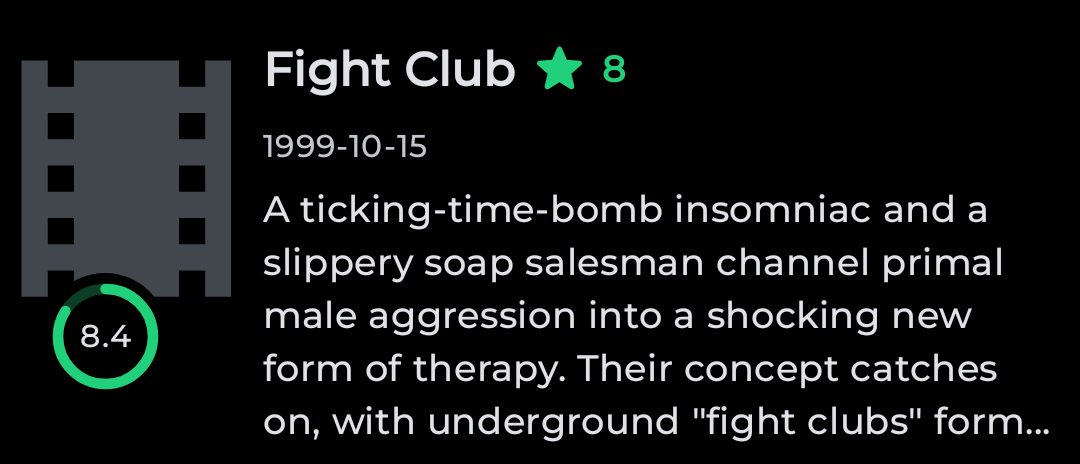 Fight Club ★ 8
1999-10-15
A ticking-time-bomb insomniac and a
slippery soap salesman channel primal
male aggression into a shocking new
form of therapy. Their concept catches
on, with underground "fight clubs" form...
8.4